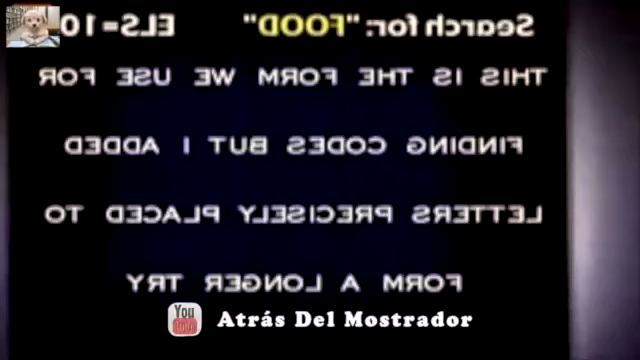 Search for: "FOOD" ELS=10
THIS IS THE FORM WE USE FOR
FINDING CODES BUT I ADDED
LETTERS PRECISELY PLACED TO
FORM A LONGER TRY
You Tube
Atrás Del Mostrador